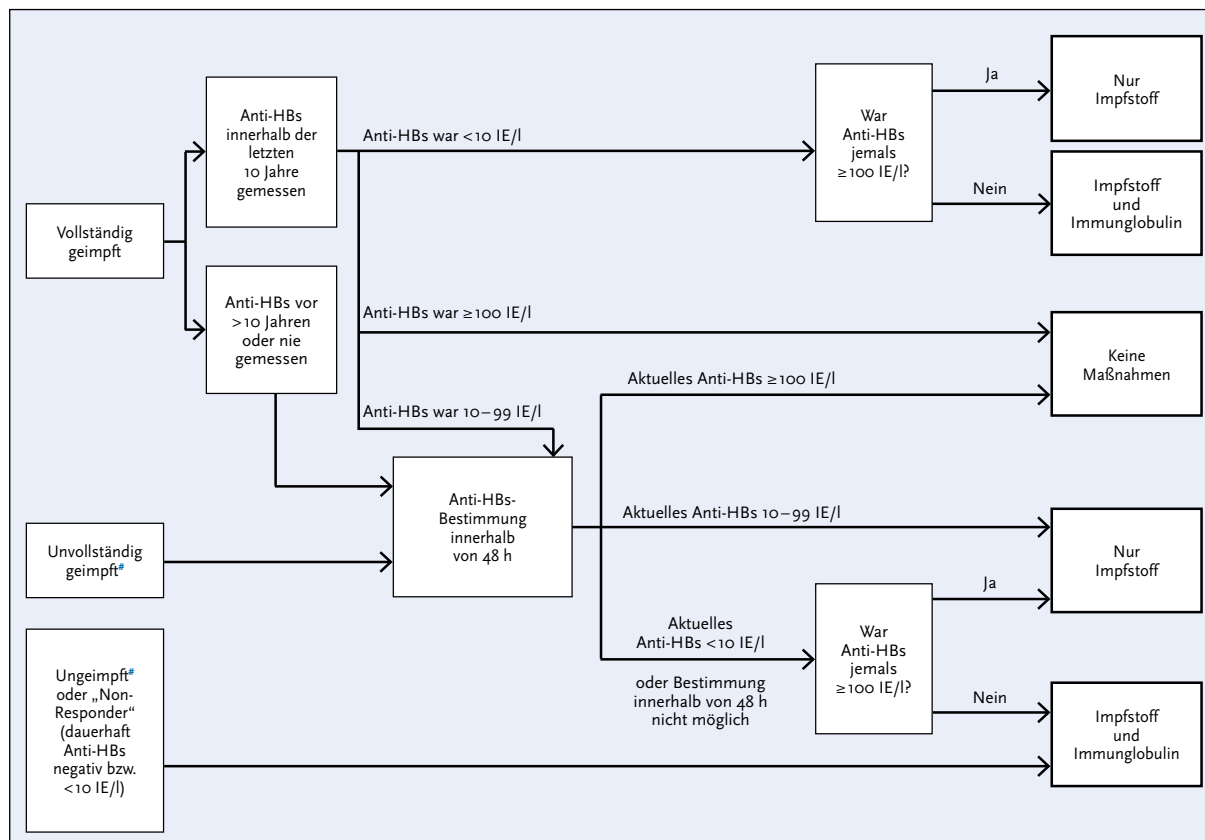 Vollständig
geimpft
Anti-HBs
innerhalb der
letzten
10 Jahre
gemessen
Anti-HBs war <10 IE/l
War
Anti-HBs
jemals
≥100 IE/l?
Ja
Nur
Impfstoff
Nein
Impfstoff
und
Immunglobulin
Anti-HBs vor
>10 Jahren
oder nie
gemessen
Anti-HBs war ≥100 IE/l
Keine
Maßnahmen
Aktuelles Anti-HBs ≥100 IE/l
Anti-HBs war 10–99 IE/l
Anti-HBs-
Bestimmung
innerhalb
von 48 h
Aktuelles Anti-HBs 10–99 IE/l
Nur
Impfstoff
Unvollständig
geimpft#
Aktuelles
Anti-HBs <10 IE/l
oder Bestimmung
innerhalb von 48 h
nicht möglich
War
Anti-HBs
jemals
≥100 IE/l?
Ja
Nein
Impfstoff
und
Immunglobulin
Ungeimpft#
oder „Non-
Responder“
(dauerhaft
Anti-HBs
negativ bzw.
<10 IE/l)